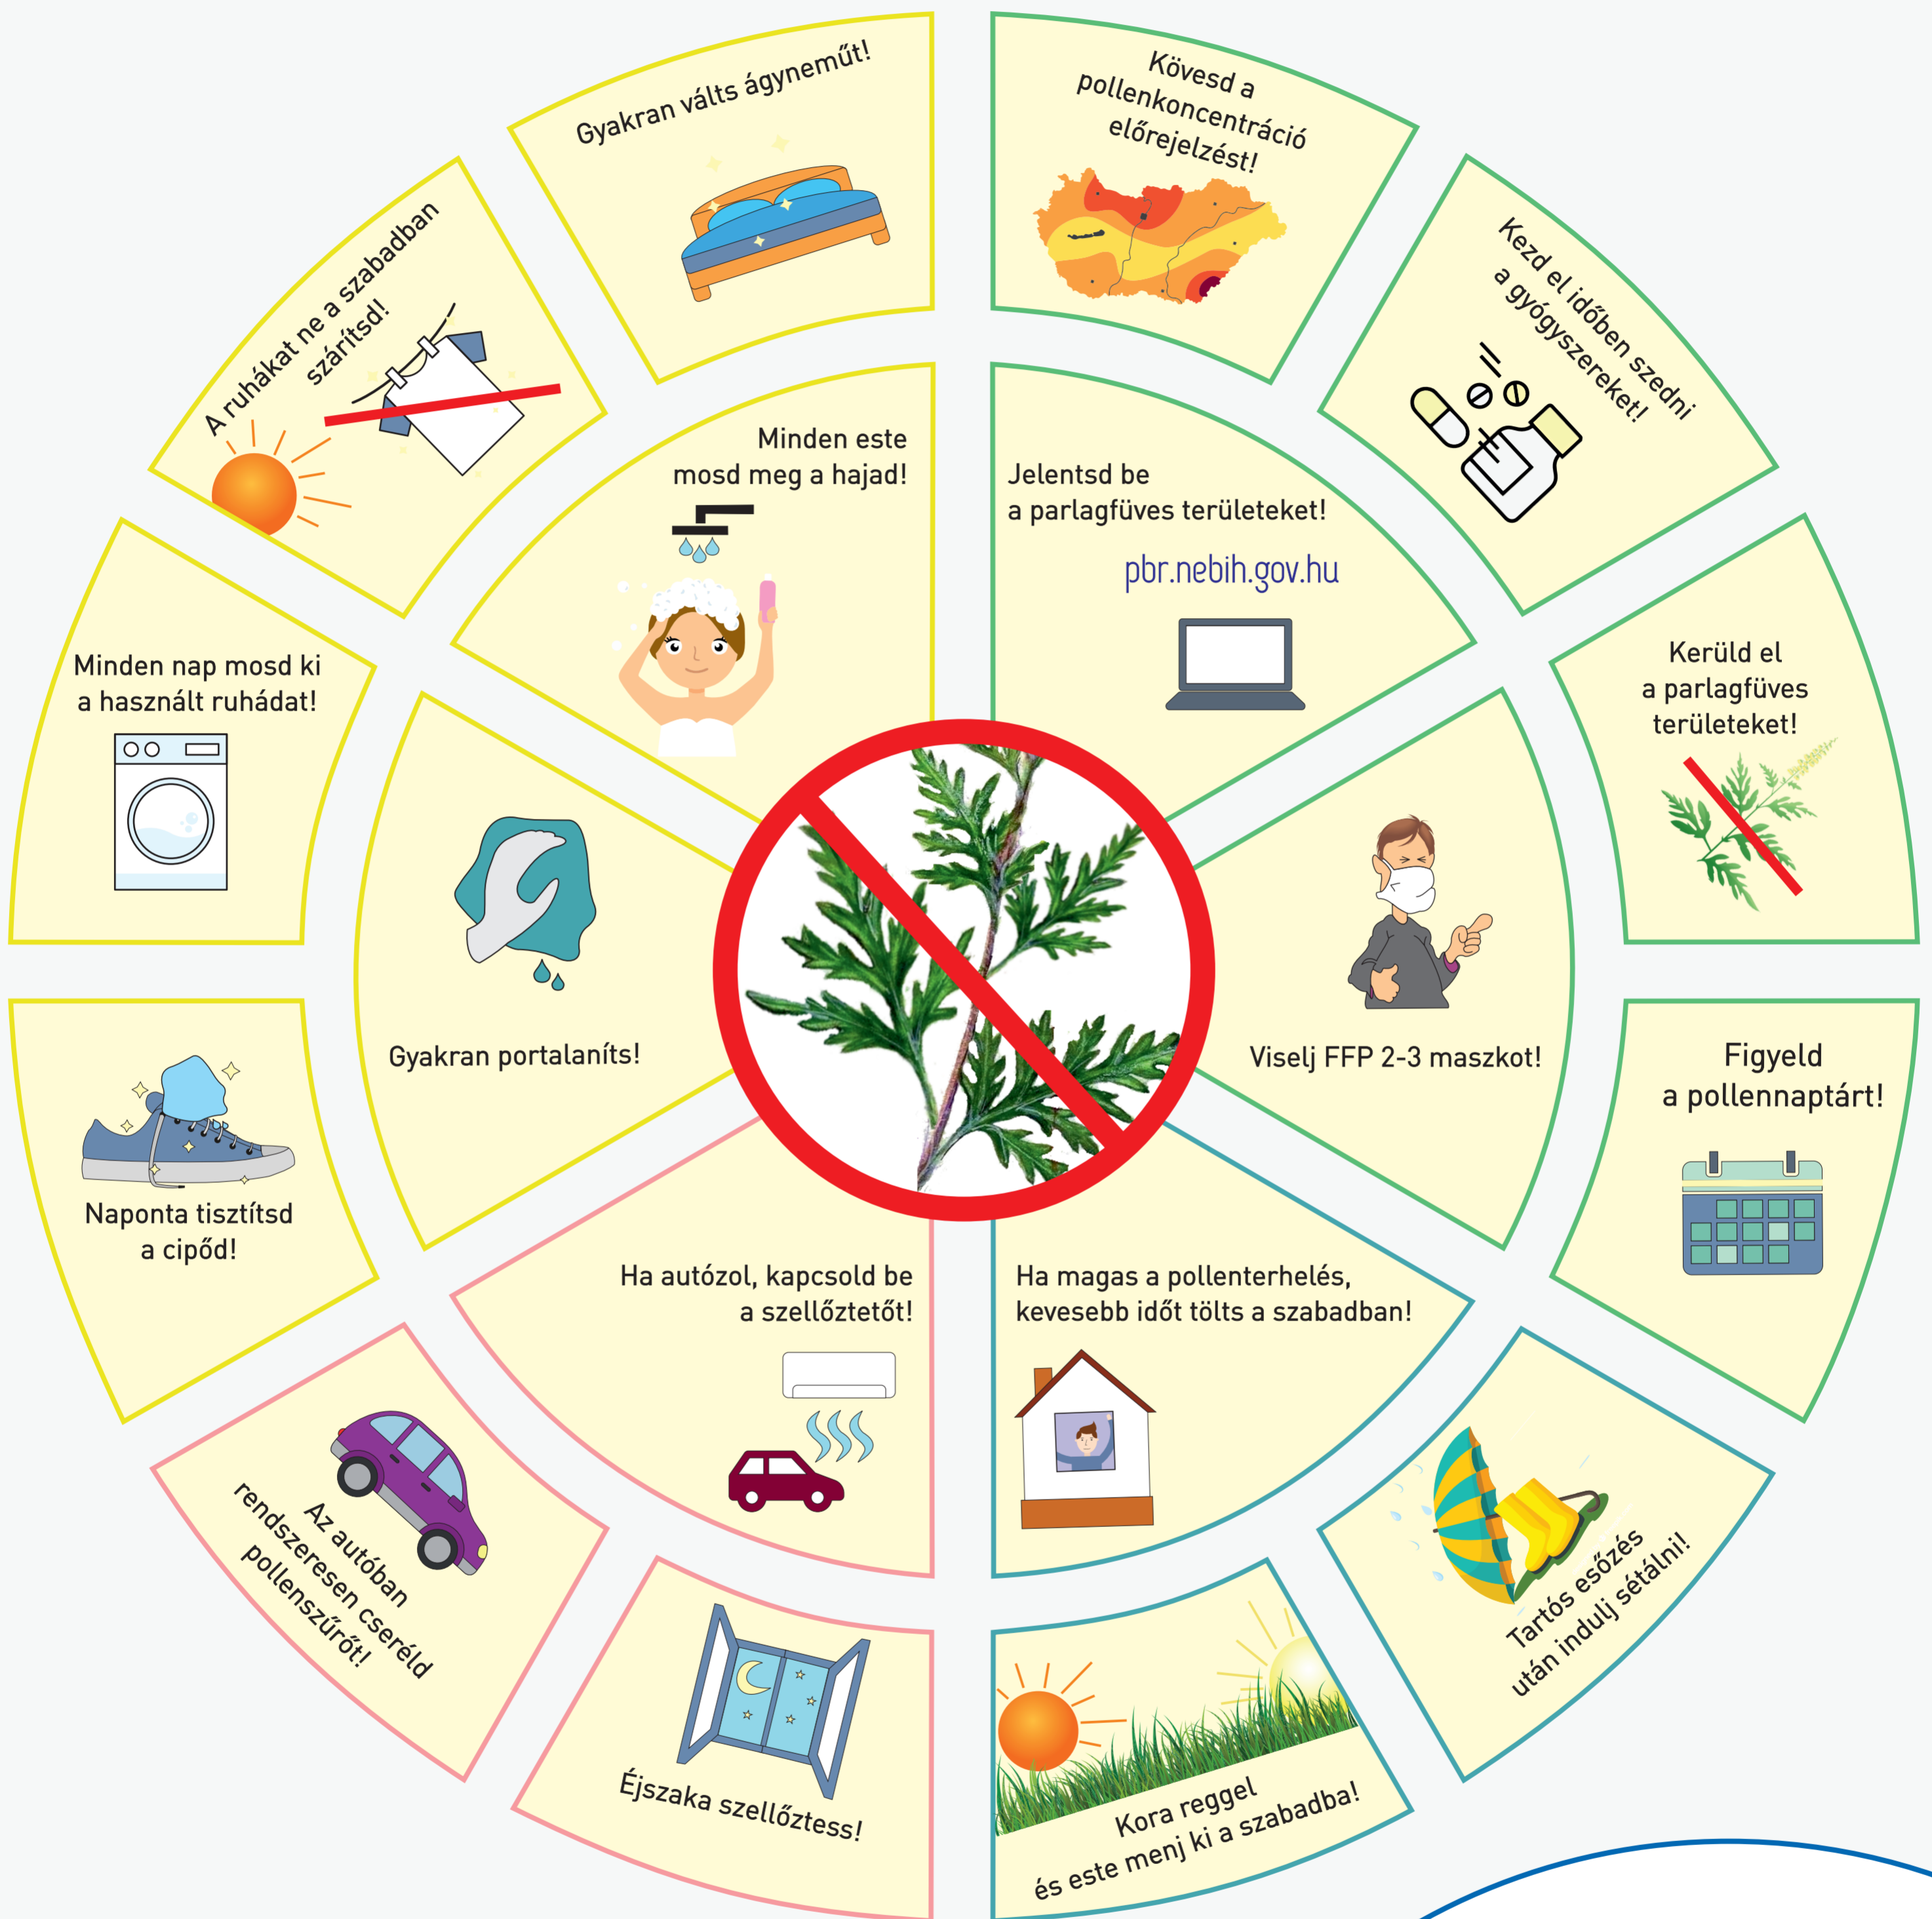 Gyakran válts ágyneműt!
Kövesd a
pollenkoncentráció
előrejelzést!
A ruhákat ne a szabadban
szárítsd!
Kezd el időben szedni
a gyógyszereket!
Minden este
mosd meg a hajad!
Jelentsd be
a parlagfüves területeket!
pbr.nebih.gov.hu
Minden nap mosd ki
a használt ruhádat!
Kerüld el
a parlagfüves
területeket!
Gyakran portalaníts!
Viselj FFP 2-3 maszkot!
Figyeld
a pollennaptárt!
Naponta tisztítsd
a cipőd!
Ha autózol, kapcsold be
a szellőztetőt!
Ha magas a pollenterhelés,
kevesebb időt tölts a szabadban!
Az autóban
rendszeresen cseréld
pollenszűrőt!
Tartós esőzés
után indulj sétálni!
Éjszaka szellőztess!
Kora reggel
és este menj ki a szabadba!